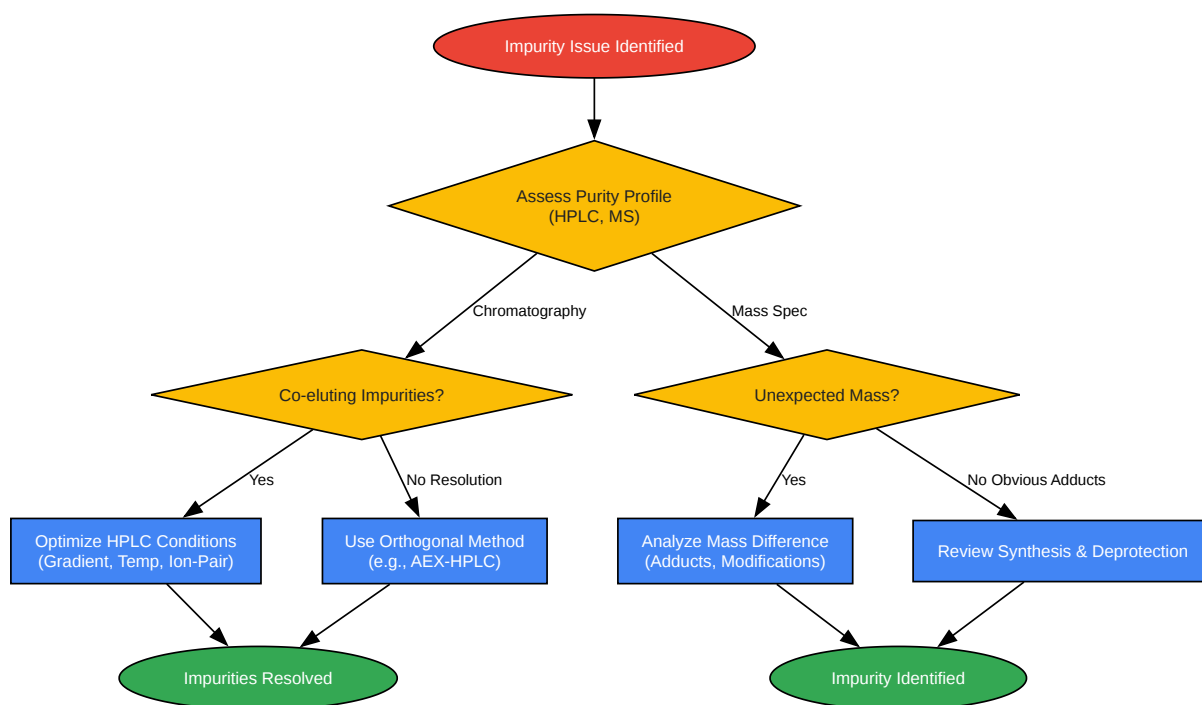 Impurity Issue Identified
Assess Purity Profile
(HPLC, MS)
Chromatography
Mass Spec
Co-eluting Impurities?
Unexpected Mass?
Yes
No Resolution
Yes
No Obvious Adducts
Optimize HPLC Conditions
(Gradient, Temp, Ion-Pair)
Use Orthogonal Method
(e.g., AEX-HPLC)
Analyze Mass Difference
(Adducts, Modifications)
Review Synthesis & Deprotection
Impurities Resolved
Impurity Identified